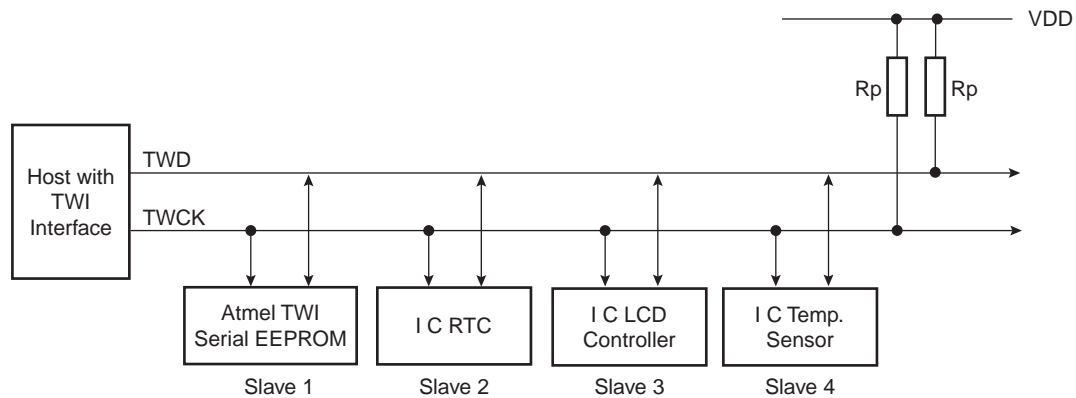 VDD
Rp
Rp
Host with
TWI
Interface
TWD
TWCK
Atmel TWI
Serial EEPROM
I C RTC
I C LCD
Controller
I C Temp.
Sensor
Slave 1
Slave 2
Slave 3
Slave 4